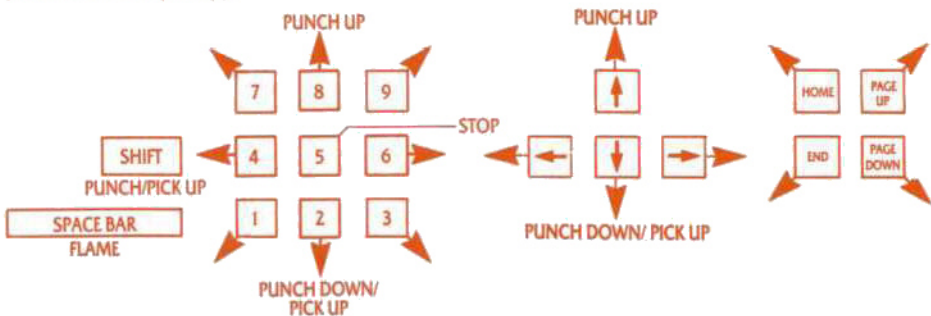 PUNCH UP
PUNCH UP
7
8
9
HOME
PAGE
UP
STOP
SHIFT
4
5
6
END
PAGE
DOWN
PUNCH/PICK UP
SPACE BAR
1
2
3
FLAME
PUNCH DOWN/ PICK UP
PUNCH DOWN/
PICK UP